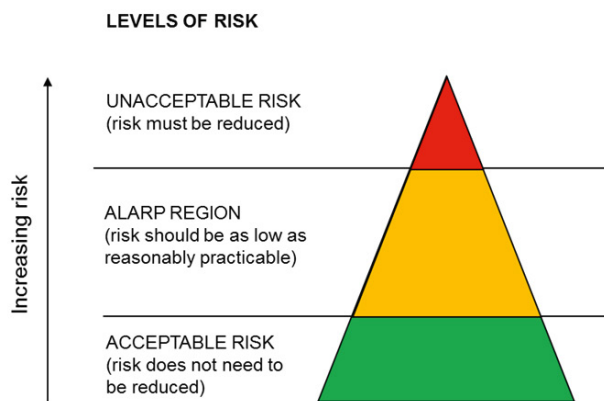 LEVELS OF RISK
UNACCEPTABLE RISK
(risk must be reduced)
ALARP REGION
(risk should be as low as
reasonably practicable)
ACCEPTABLE RISK
(risk does not need to
be reduced)
Increasing risk